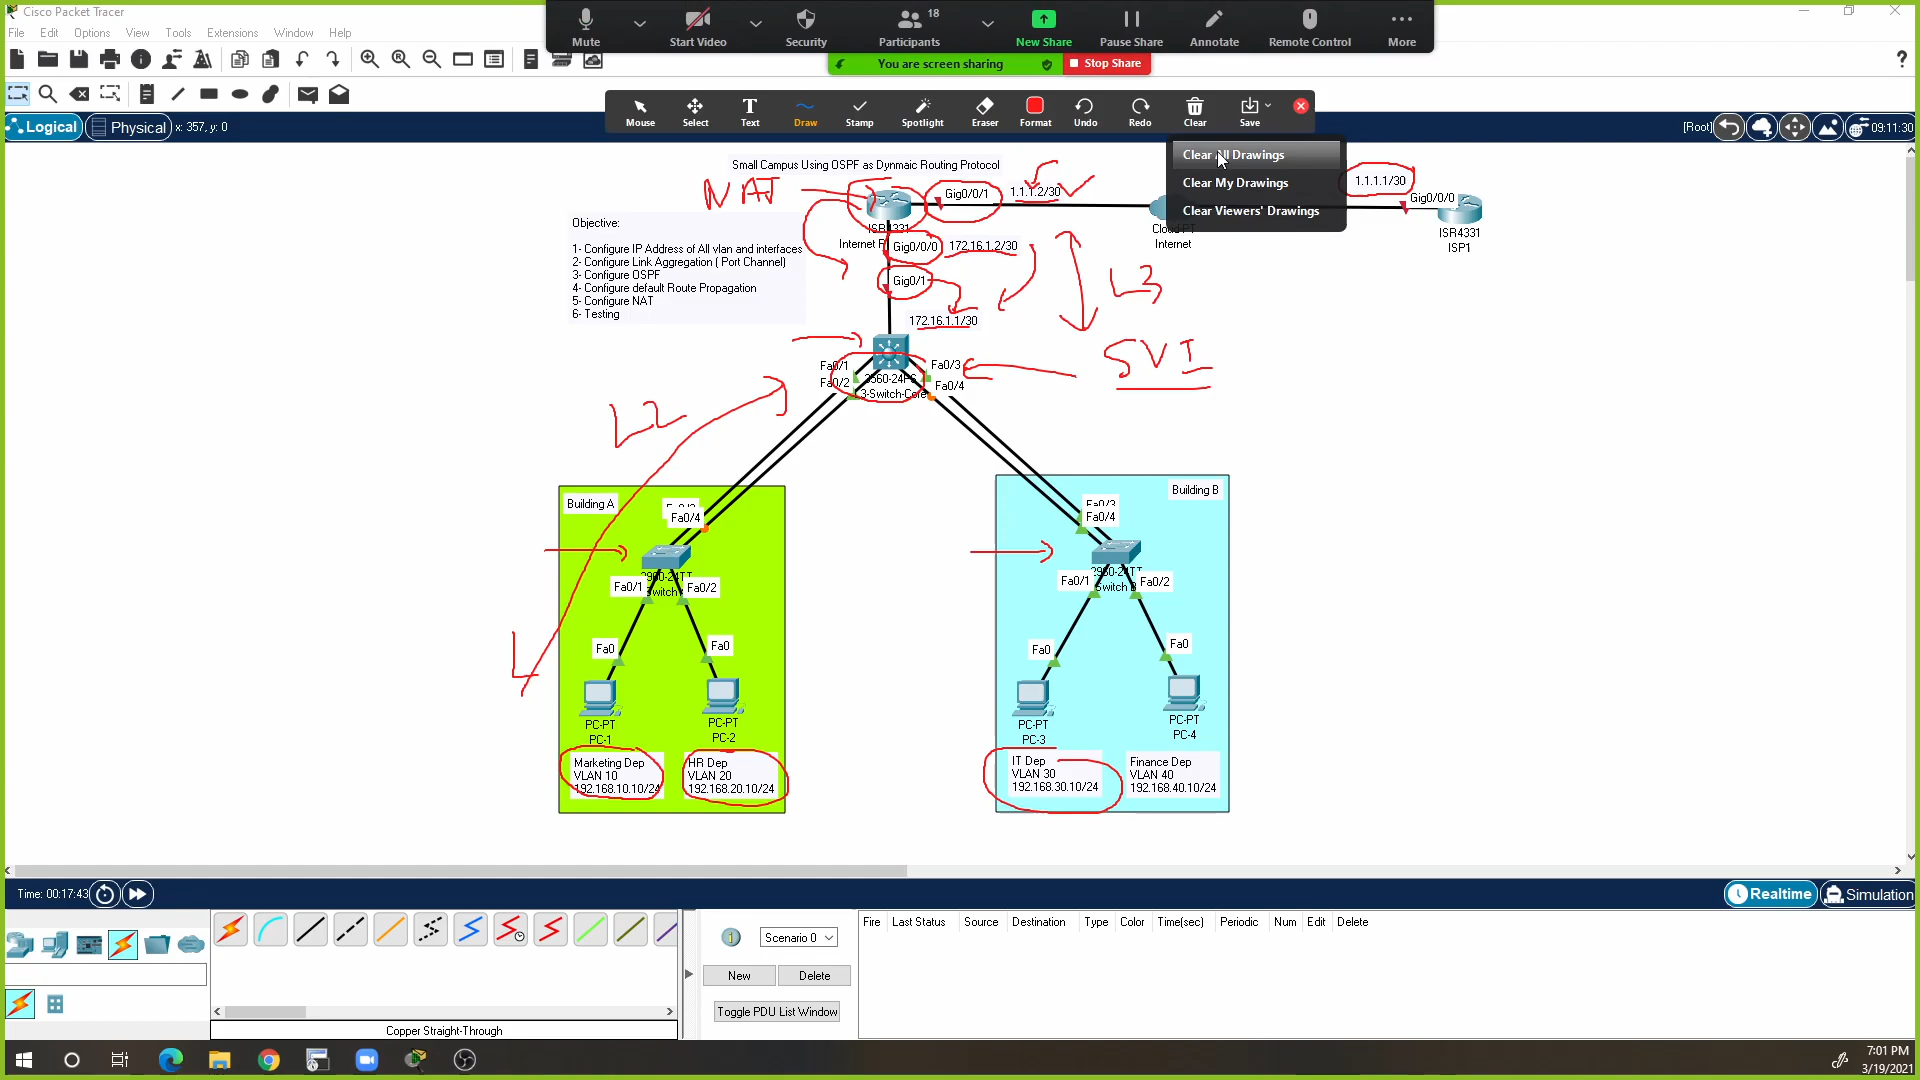 Cisco Packet Tracer
File Edit Options View Tools Extensions Window Help
Mute
Start Video
Security
Participants 18
New Share
Pause Share
Annotate
Remote Control
More
You are screen sharing
Stop Share
Mouse
Select
Text
Draw
Stamp
Spotlight
Eraser
Format
Undo
Redo
Clear
Save
Clear All Drawings
Clear My Drawings
Clear Viewers' Drawings
Logical
Physical
x: 357, y: 0
[Root]
09:11:30
Small Campus Using OSPF as Dynmaic Routing Protocol
NAT
Gig0/0/1
1.1.1.2/30
1.1.1.1/30
Gig0/0/0
ISR4331
ISP1
Internet
ISR4331
Internet
Gig0/0/0
172.16.1.2/30
Objective:
1- Configure IP Address of All vlan and interfaces
2- Configure Link Aggregation ( Port Channel)
3- Configure OSPF
4- Configure default Route Propagation
5- Configure NAT
6- Testing
Gig0/1
172.16.1.1/30
L3
SVI
Fa0/1
Fa0/2
Fa0/3
Fa0/4
3560-24PS
L3-Switch-Core
L2
Building A
Fa0/4
2960-24TT
Switch
Fa0/1
Fa0/2
Fa0
Fa0
PC-PT
PC-1
PC-PT
PC-2
Marketing Dep
VLAN 10
192.168.10.10/24
HR Dep
VLAN 20
192.168.20.10/24
Building B
Fa0/3
Fa0/4
2960-24TT
Switch
Fa0/1
Fa0/2
Fa0
Fa0
PC-PT
PC-3
PC-PT
PC-4
IT Dep
VLAN 30
192.168.30.10/24
Finance Dep
VLAN 40
192.168.40.10/24
Time: 00:17:43
Realtime
Simulation
Scenario 0
New
Delete
Toggle PDU List Window
Fire Last Status Source Destination Type Color Time(sec) Periodic Num Edit Delete
Copper Straight-Through
7:01 PM
3/19/2021